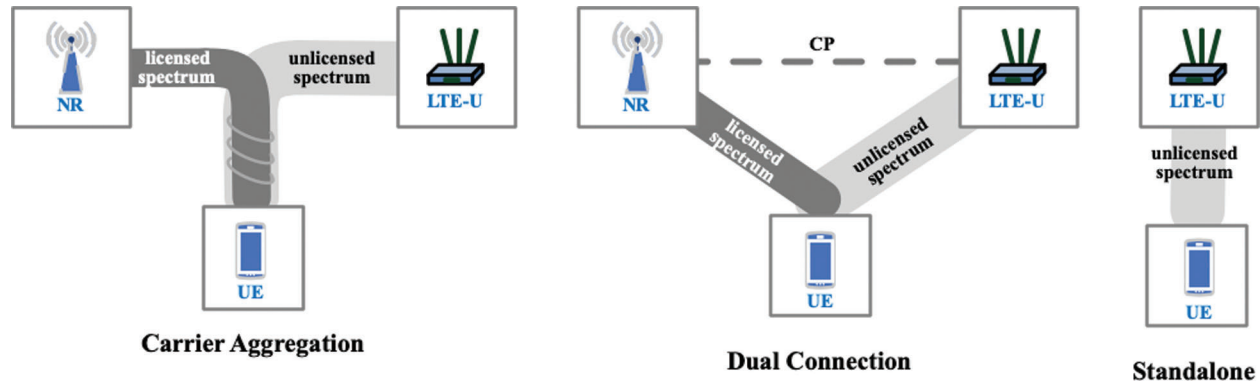 licensed
spectrum
NR
unlicensed
spectrum
LTE-U
UE
Carrier Aggregation
CP
NR
LTE-U
licensed
spectrum
unlicensed
spectrum
UE
Dual Connection
LTE-U
unlicensed
spectrum
UE
Standalone